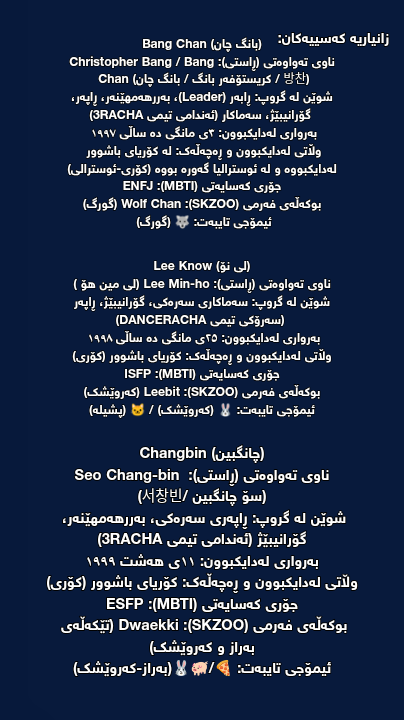 زانیاریە کەسییەکان:
Bang Chan (بانگ چان)
ناوی تەواوەتی (ڕاستی): Christopher Bang / Bang
Chan (کریستۆفەر بانگ / بانگ چان / 방찬)
شوێن لە گروپ: ڕابەر (Leader)، بەرهەمهێنەر، ڕاپەر،
گۆرانیبێژ، سەماکار (ئەندامی تیمی 3RACHA)
بەرواری لەدایکبوون: ٣ی مانگی دە ساڵی ١٩٩٧
وڵاتی لەدایکبوون و ڕەچەڵەک: لە کۆریای باشوور
لەدایکبووە و لە ئوسترالیا گەورە بووە (کۆری-ئوسترالی)
جۆری کەسایەتی (MBTI): ENFJ
بوکەڵەی فەرمی (SKZOO): Wolf Chan (گورگ)
ئیمۆجی تایبەت: 🐺 (گورگ)
Lee Know (لی نۆ)
ناوی تەواوەتی (ڕاستی): Lee Min-ho (لی مین هۆ )
شوێن لە گروپ: سەماکاری سەرەکی، گۆرانیبێژ، ڕاپەر
(سەرۆکی تیمی DANCERACHA)
بەرواری لەدایکبوون: ٢٥ی مانگی دە ساڵی ١٩٩٨
وڵاتی لەدایکبوون و ڕەچەڵەک: کۆریای باشوور (کۆری)
جۆری کەسایەتی (MBTI): ISFP
بوکەڵەی فەرمی (SKZOO): Leebit (کەروێشک)
ئیمۆجی تایبەت: 🐰 (کەروێشک) / 🐱 (پشیلە)
Changbin (چانگبین)
ناوی تەواوەتی (ڕاستی): Seo Chang-bin
(سۆ چانگبین /서창빈)
شوێن لە گروپ: ڕاپەری سەرەکی، بەرهەمهێنەر،
گۆرانیبێژ (ئەندامی تیمی 3RACHA)
بەرواری لەدایکبوون: ١١ی هەشت ١٩٩٩
وڵاتی لەدایکبوون و ڕەچەڵەک: کۆریای باشوور (کۆری)
جۆری کەسایەتی (MBTI): ESFP
بوکەڵەی فەرمی (SKZOO): Dwaekki (تێکەڵەی
بەراز و کەروێشک)
ئیمۆجی تایبەت: 🍕/🐖🐰(بەراز-کەروێشک)